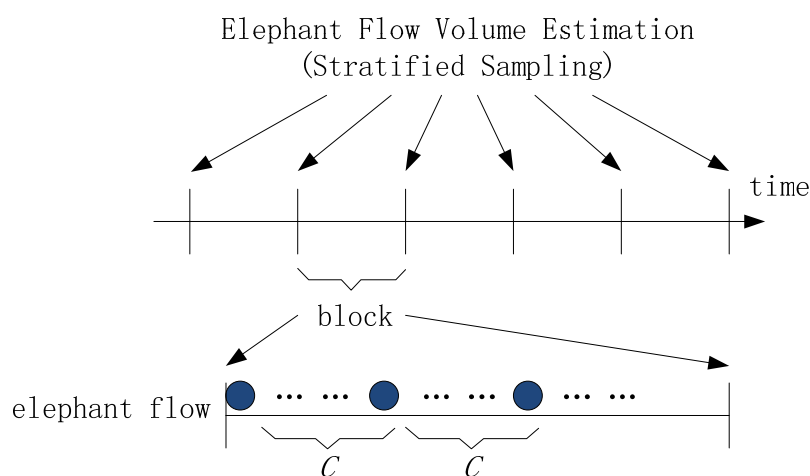 Elephant Flow Volume Estimation
(Stratified Sampling)
time
block
elephant flow
... ... ... ... ... ...
C C